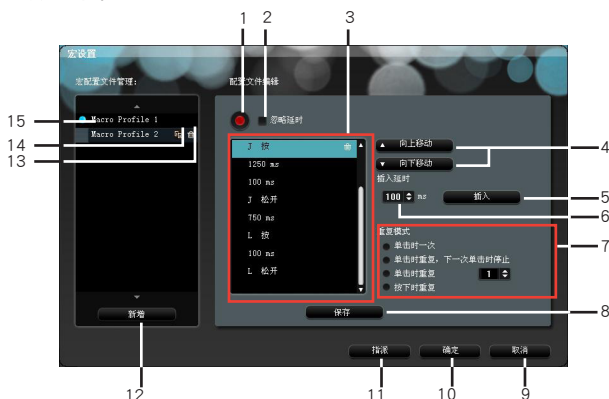 1 2 3
宏设置
宏配置文件管理:
配置文件编辑
15 Macro Profile 1
忽略延时
14 Macro Profile 2
13
J 按
1250 ms
100 ms
J 松开
750 ms
L 按
100 ms
L 松开
向上移动
向下移动
4
插入延时
100 ms 插入
5
6
重复模式
7
单击时一次
单击时重复，下一次单击时停止
单击时重复 1
按下时重复
新增
保存
8
指派 确定 取消
12 11 10 9